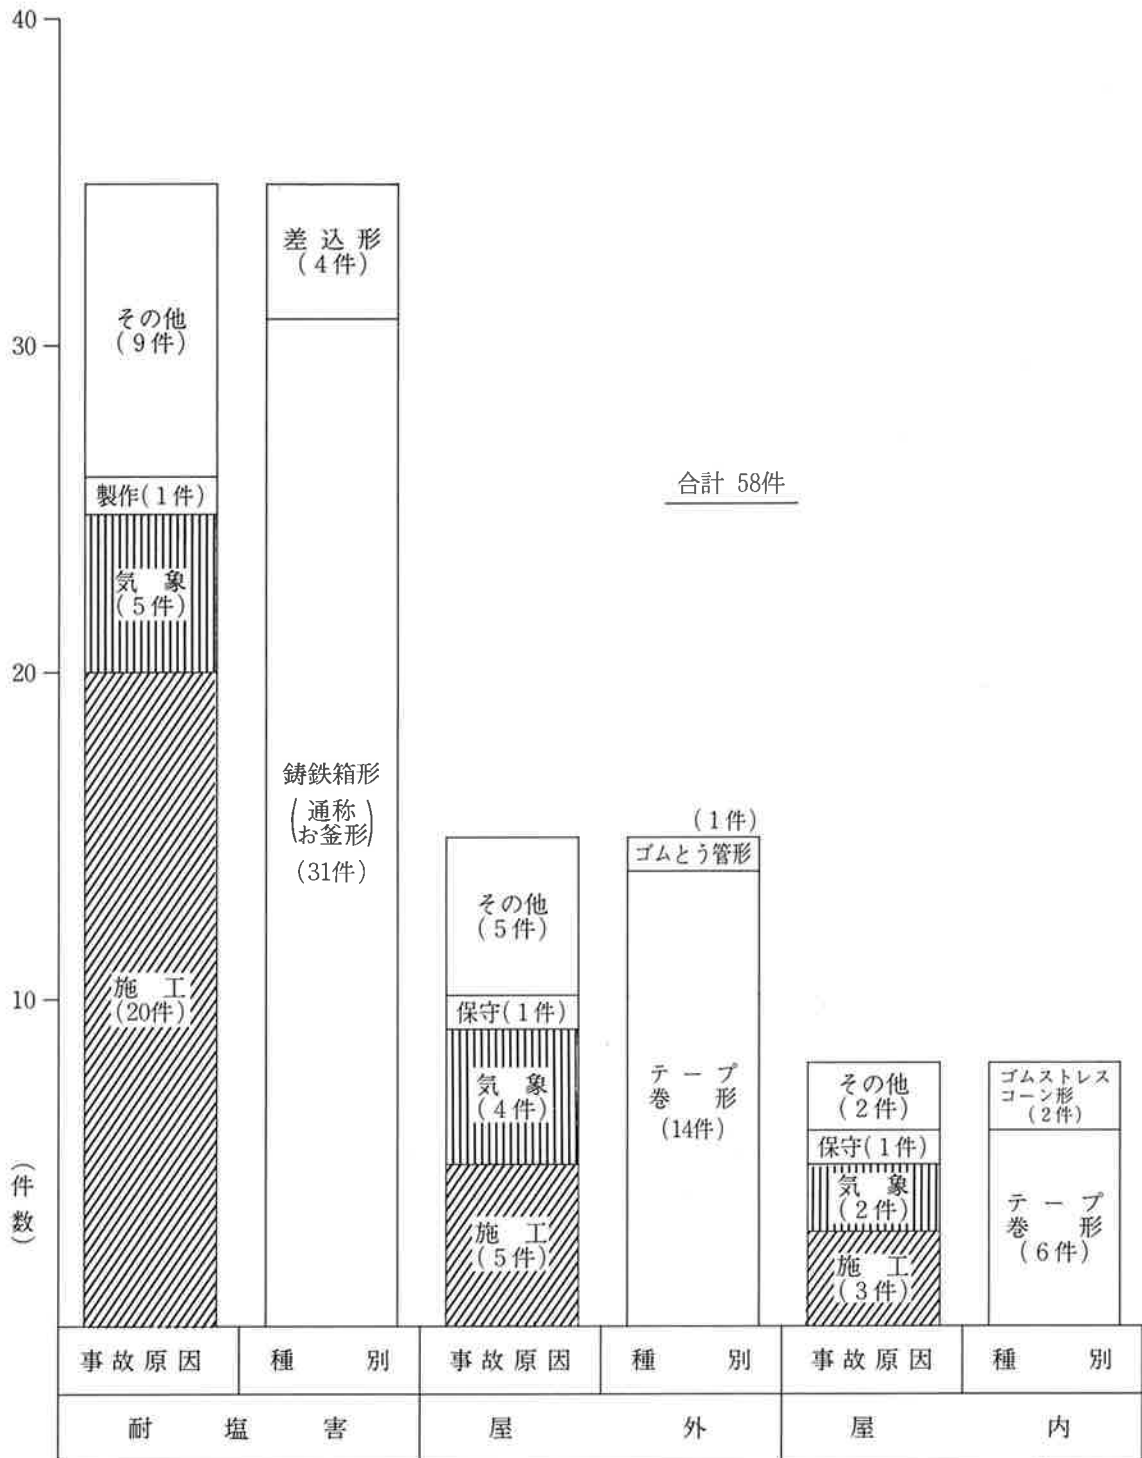 40
30
20
10
(件数)
その他
(9件)
製作(1件)
気 象
(5件)
施 工
(20件)
差 込 形
(4件)
鋳鉄箱形
(通称
お釜形)
(31件)
合計 58件
その他
(5件)
保守(1件)
気 象
(4件)
施 工
(5件)
(1件)
ゴムとう管形
テ ー プ
巻 形
(14件)
その他
(2件)
保守(1件)
気 象
(2件)
施 工
(3件)
ゴムストレス
コーン形
(2件)
テ ー プ
巻 形
(6件)
事故原因 種 別 事故原因 種 別 事故原因 種 別
耐 塩 害 屋 外 屋 内